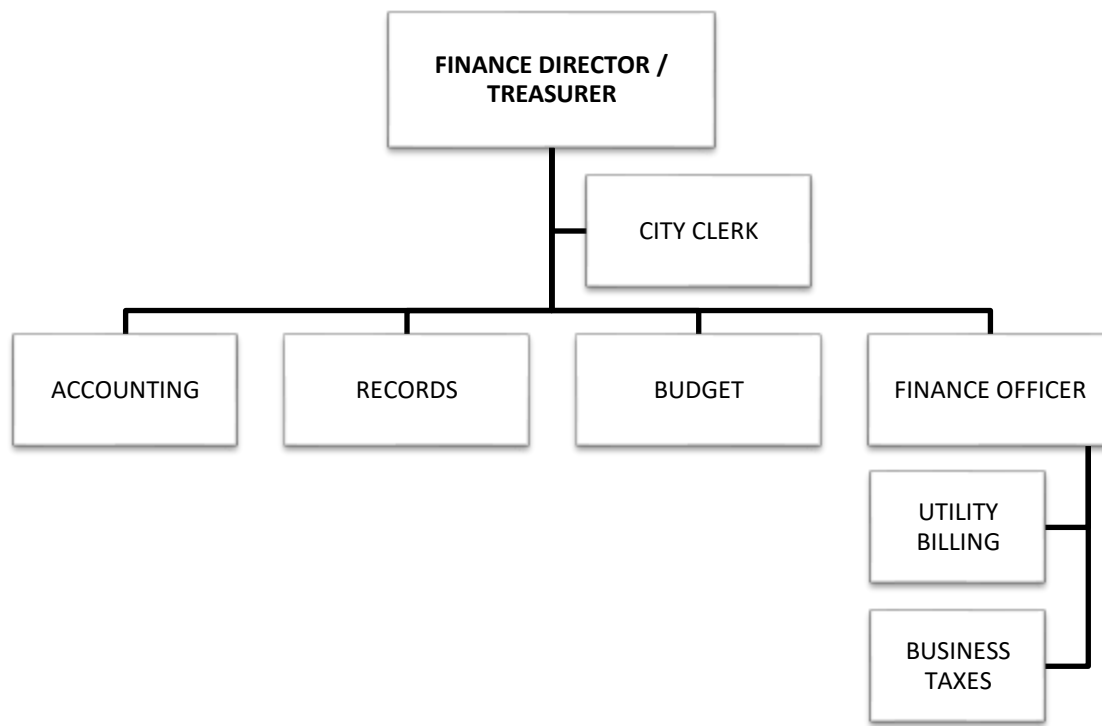 FINANCE DIRECTOR /
TREASURER
CITY CLERK
ACCOUNTING
RECORDS
BUDGET
FINANCE OFFICER
UTILITY
BILLING
BUSINESS
TAXES